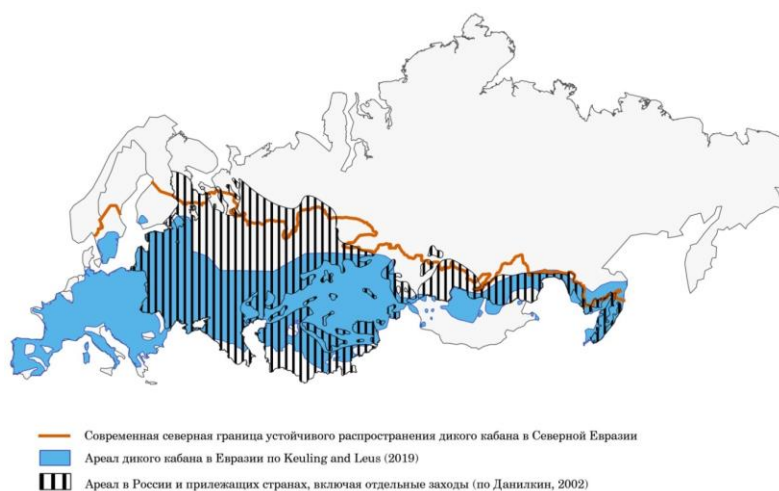 Современная северная граница устойчивого распространения дикого кабана в Северной Евразии
Ареал дикого кабана в Евразии по Keuling and Leus (2019)
Ареал в России и прилежащих странах, включая отдельные заходы (по Данилкин, 2002)